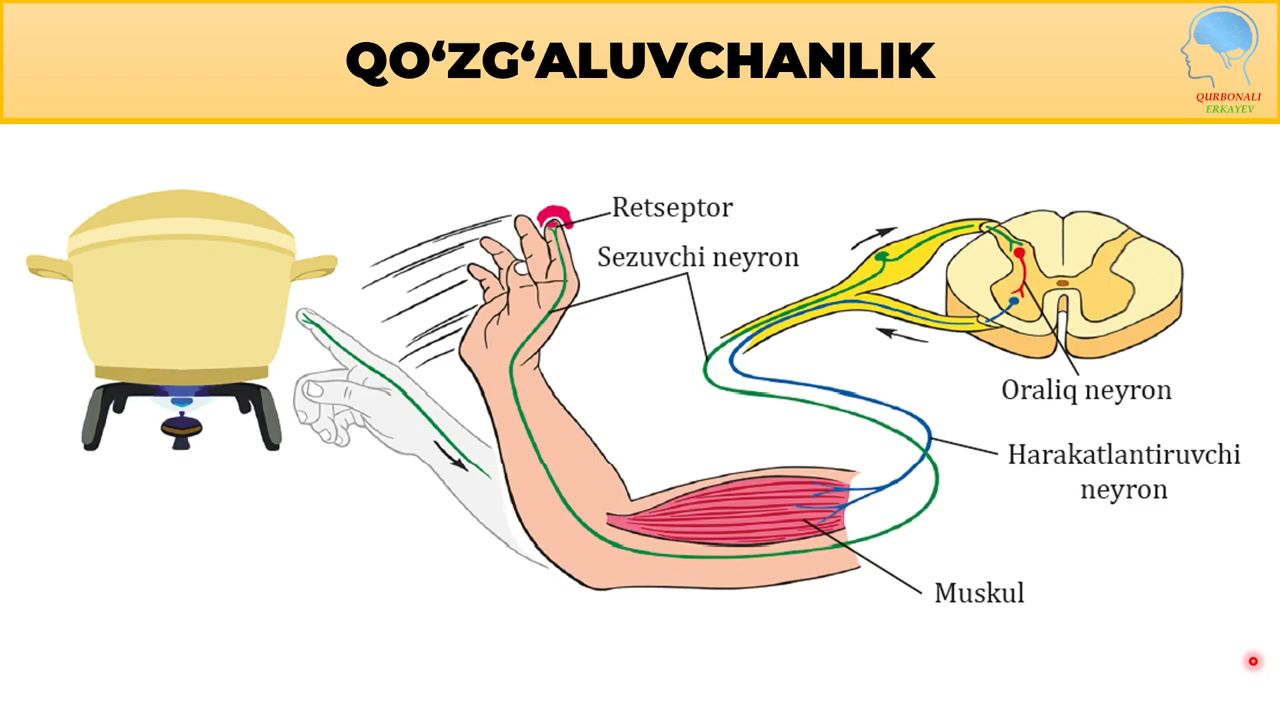 QO‘ZG‘ALUVCHANLIK
QURBONALI
ERKAYEV
Retseptor
Sezuvchi neyron
Oraliq neyron
Harakatlantiruvchi
neyron
Muskul